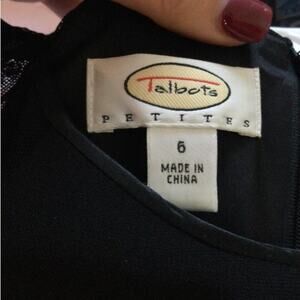 Talbots
PETITES
6
MADE IN
CHINA